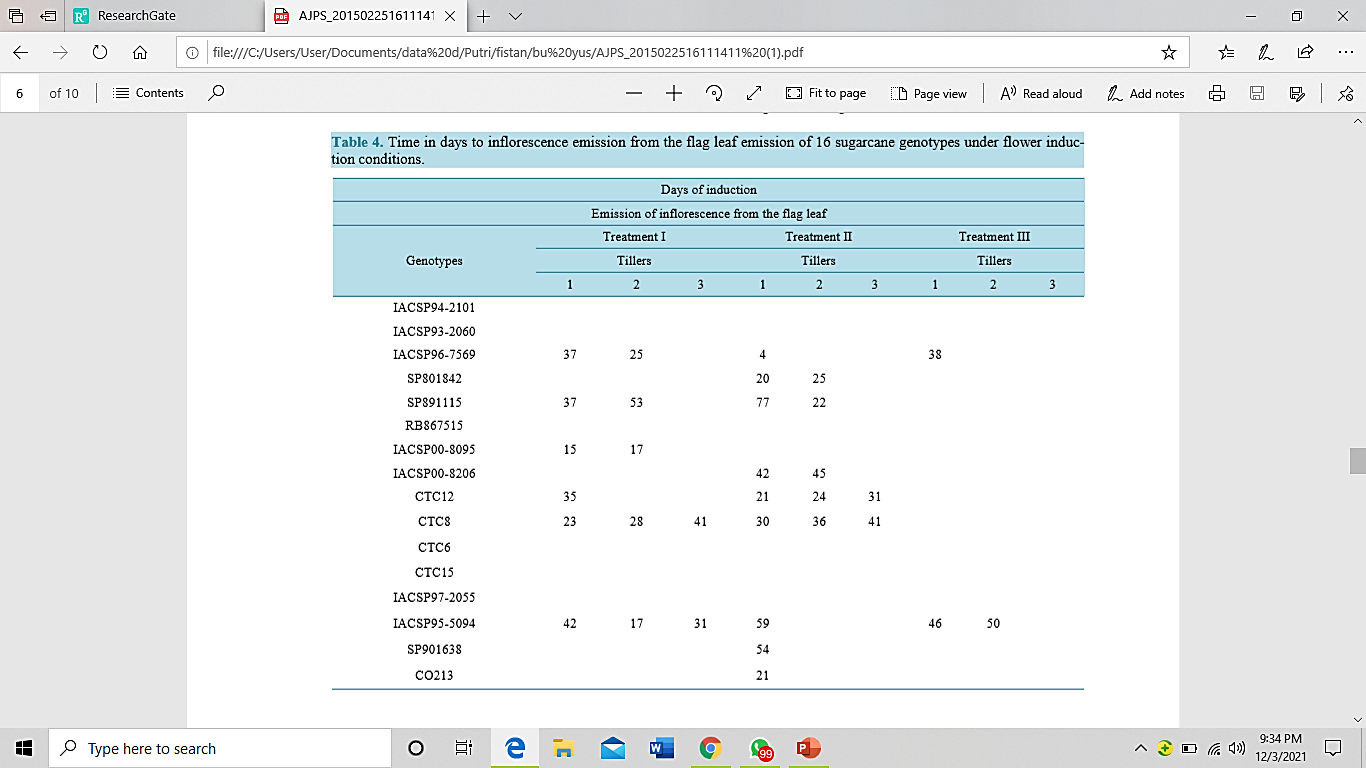 ResearchGate
AJPS_2015022516111141
file:///C:/Users/User/Documents/data%20d/Putri/fistan/bu%20yus/AJPS_2015022516111411%20(1).pdf
6 of 10 Contents Fit to page Page view Read aloud Add notes
Table 4. Time in days to inflorescence emission from the flag leaf emission of 16 sugarcane genotypes under flower induc-
tion conditions.
Days of induction
Emission of inflorescence from the flag leaf
Treatment I Treatment II Treatment III
Genotypes Tillers Tillers Tillers
1 2 3 1 2 3 1 2 3
IACSP94-2101
IACSP93-2060
IACSP96-7569 37 25 4 38
SP801842 20 25
SP891115 37 53 77 22
RB867515
IACSP00-8095 15 17
IACSP00-8206 42 45
CTC12 35 21 24 31
CTC8 23 28 41 30 36 41
CTC6
CTC15
IACSP97-2055
IACSP95-5094 42 17 31 59 46 50
SP901638 54
CO213 21
Type here to search
99
9:34 PM
12/3/2021